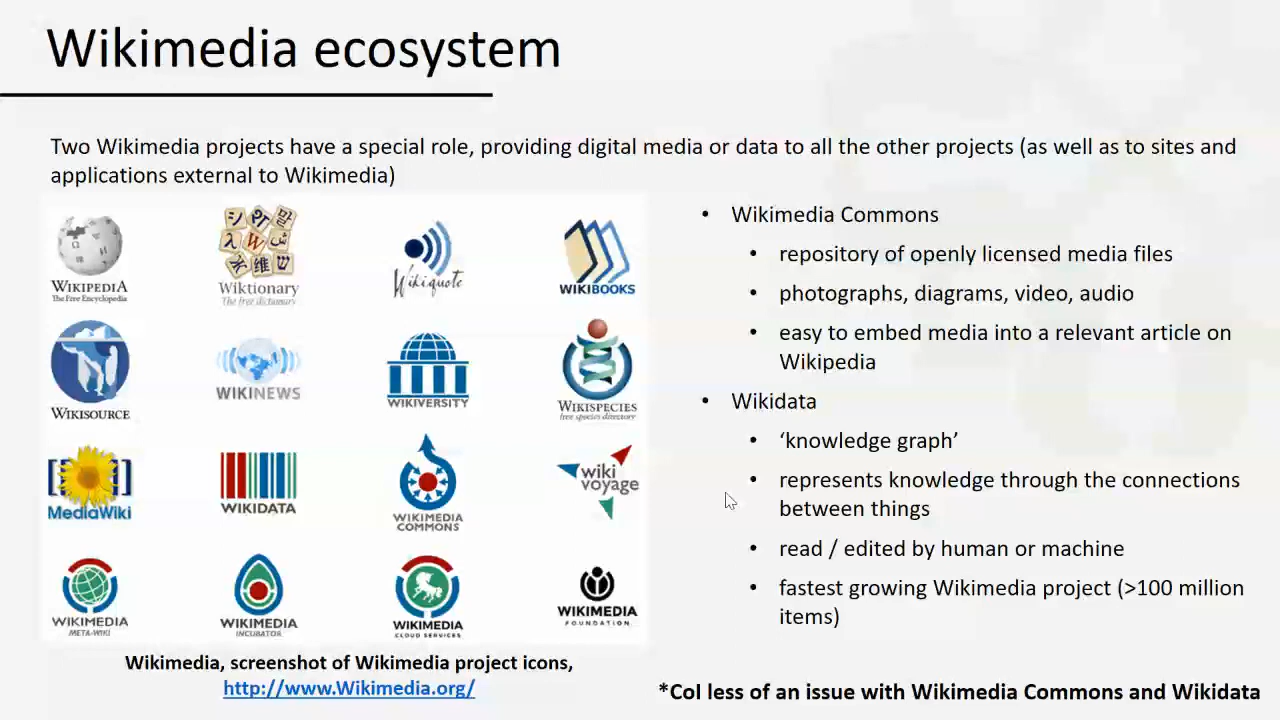 Wikimedia ecosystem
Two Wikimedia projects have a special role, providing digital media or data to all the other projects (as well as to sites and
applications external to Wikimedia)
WIKIPEDIA
The Free Encyclopedia
Wiktionary
The free dictionary
Wikiquote
WIKIBOOKS
WIKISOURCE
WIKINEWS
WIKIVERSITY
WIKISPECIES
free species directory
MediaWiki
WIKIDATA
WIKIMEDIA
COMMONS
wiki
voyage
WIKIMEDIA
META-WIKI
WIKIMEDIA
INCUBATOR
WIKIMEDIA
CLOUD SERVICES
WIKIMEDIA
FOUNDATION
Wikimedia, screenshot of Wikimedia project icons,
http://www.Wikimedia.org/
• Wikimedia Commons
• repository of openly licensed media files
• photographs, diagrams, video, audio
• easy to embed media into a relevant article on
Wikipedia
• Wikidata
• ‘knowledge graph’
• represents knowledge through the connections
between things
• read / edited by human or machine
• fastest growing Wikimedia project (>100 million
items)
*CoI less of an issue with Wikimedia Commons and Wikidata